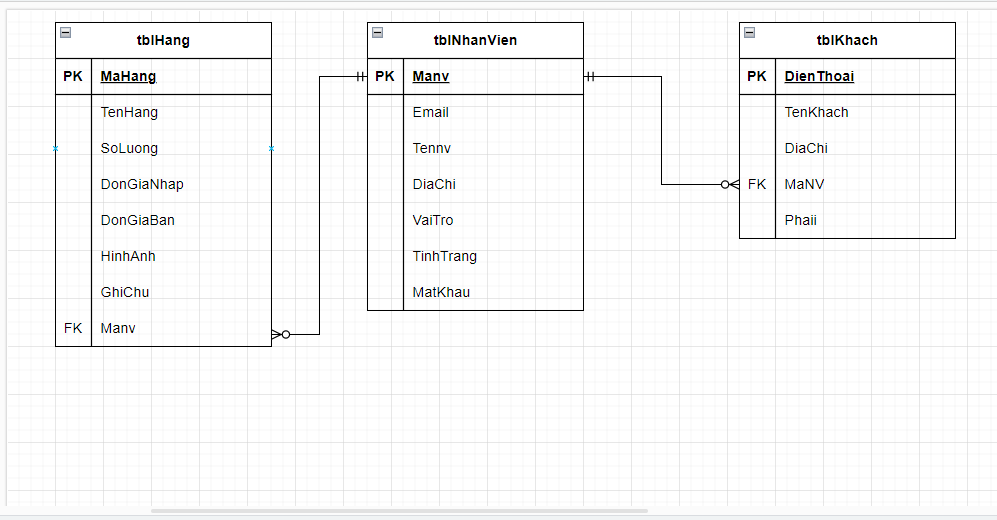 tblHang
PK MaHang
TenHang
SoLuong
DonGiaNhap
DonGiaBan
HinhAnh
GhiChu
FK Manv
tblNhanVien
PK Manv
Email
Tennv
DiaChi
VaiTro
TinhTrang
MatKhau
tblKhach
PK DienThoai
TenKhach
DiaChi
FK MaNV
Phaii